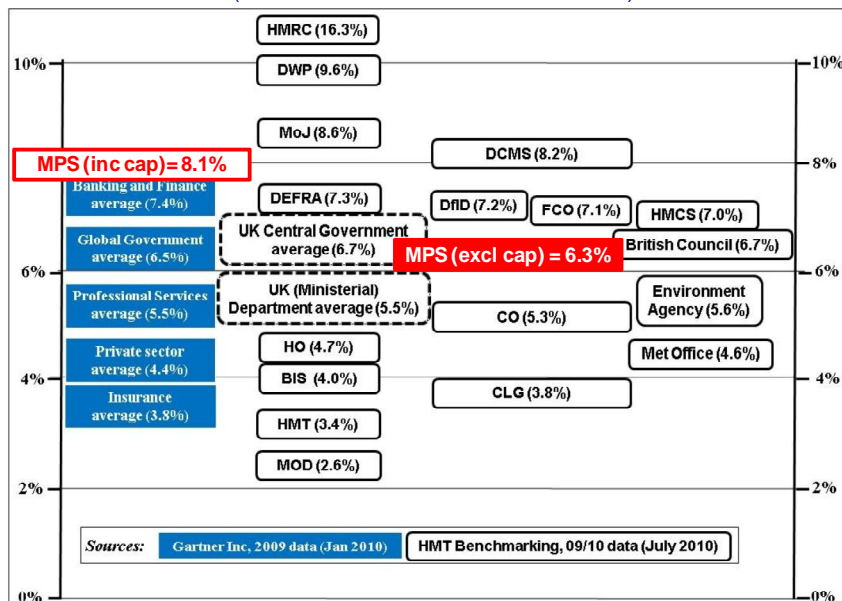 HMRC (16.3%)
10%
10%
DWP (9.6%)
MoJ (8.6%)
DCMS (8.2%)
MPS (inc cap) = 8.1%
8%
Banking and Finance
average (7.4%)
DEFRA (7.3%)
DfID (7.2%)
FCO (7.1%)
HMCS (7.0%)
UK Central Government
average (6.7%)
British Council (6.7%)
Global Government
average (6.5%)
MPS (excl cap) = 6.3%
6%
6%
Professional Services
average (5.5%)
UK (Ministerial)
Department average (5.5%)
Environment
Agency (5.6%)
CO (5.3%)
HO (4.7%)
Private sector
average (4.4%)
Met Office (4.6%)
4%
4%
BIS (4.0%)
CLG (3.8%)
Insurance
average (3.8%)
HMT (3.4%)
MOD (2.6%)
2%
2%
Sources:
Gartner Inc, 2009 data (Jan 2010)
HMT Benchmarking, 09/10 data (July 2010)
0%
0%